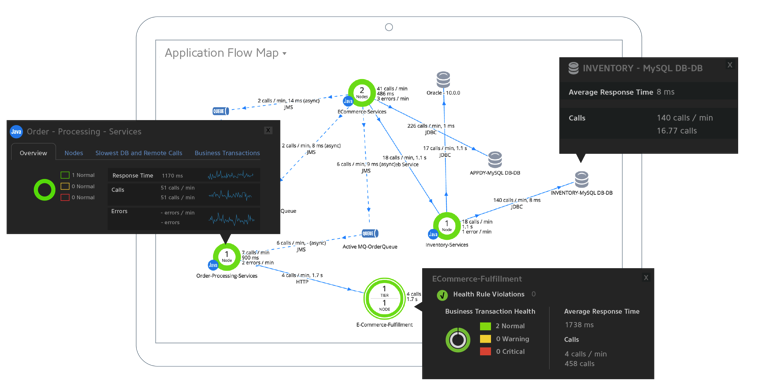 Application Flow Map
2 calls / min, 14 ms (async)
JMS
2
Nodes
Java
41 calls / min
486 ms
3 errors / min
ECommerce-Services
Oracle 10.0.0
226 calls / min, 1 ms
JDBC
17 calls / min, 1.1 s
JDBC
2 calls / min, 8 ms (async)
JMS
6 calls / min, 9 ms (async)
JMS
18 calls / min, 1.1 s
b Service
APPDY-MySQL DB-DB
INVENTORY-MySQL DB-DB
140 calls / min, 8 ms
JDBC
Queue
1
Node
Java
18 calls / min
1.1 s
1 error / min
Inventory-Services
Active MQ-OrderQueue
6 calls / min, - (async)
JMS
1
Node
Java
2 calls / min
900 ms
2 errors / min
Order-Processing-Services
4 calls / min, 1.7 s
HTTP
1
TIER
1
NODE
4 calls
1.7 s
E-Commerce-Fulfillment
Java
Order - Processing - Services
X
Overview
Nodes
Slowest DB and Remote Calls
Business Transactions
1 Normal
0 Normal
0 Normal
Response Time
1170 ms
Calls
51 calls / min
51 calls / min
Errors
- errors / min
- errors
INVENTORY - MySQL DB-DB
X
Average Response Time 8 ms
Calls
140 calls / min
16.77 calls
ECommerce-Fulfillment
X
Health Rule Violations 0
Business Transaction Health
2 Normal
0 Warning
0 Critical
Average Response Time
1738 ms
Calls
4 calls / min
458 calls